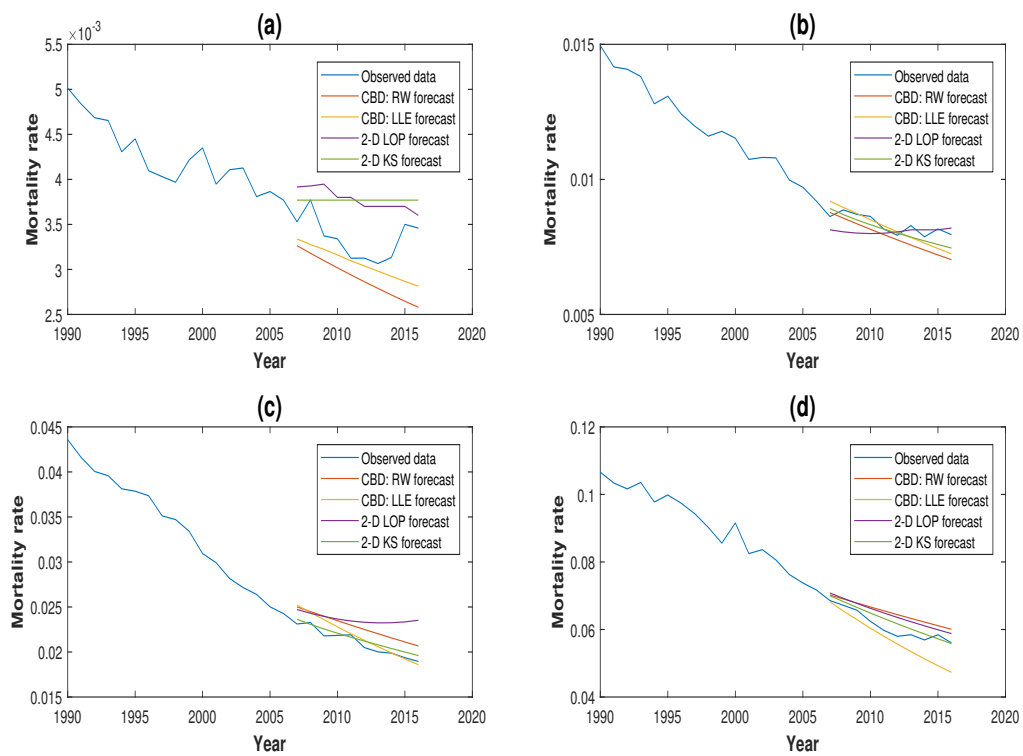 (a)
×10⁻³
5.5
5
4.5
4
3.5
3
2.5
Mortality rate
1990 1995 2000 2005 2010 2015 2020
Year
Observed data
CBD: RW forecast
CBD: LLE forecast
2-D LOP forecast
2-D KS forecast
(b)
0.015
0.01
0.005
Mortality rate
1990 1995 2000 2005 2010 2015 2020
Year
Observed data
CBD: RW forecast
CBD: LLE forecast
2-D LOP forecast
2-D KS forecast
(c)
0.045
0.04
0.035
0.03
0.025
0.02
0.015
Mortality rate
1990 1995 2000 2005 2010 2015 2020
Year
Observed data
CBD: RW forecast
CBD: LLE forecast
2-D LOP forecast
2-D KS forecast
(d)
0.12
0.1
0.08
0.06
0.04
Mortality rate
1990 1995 2000 2005 2010 2015 2020
Year
Observed data
CBD: RW forecast
CBD: LLE forecast
2-D LOP forecast
2-D KS forecast